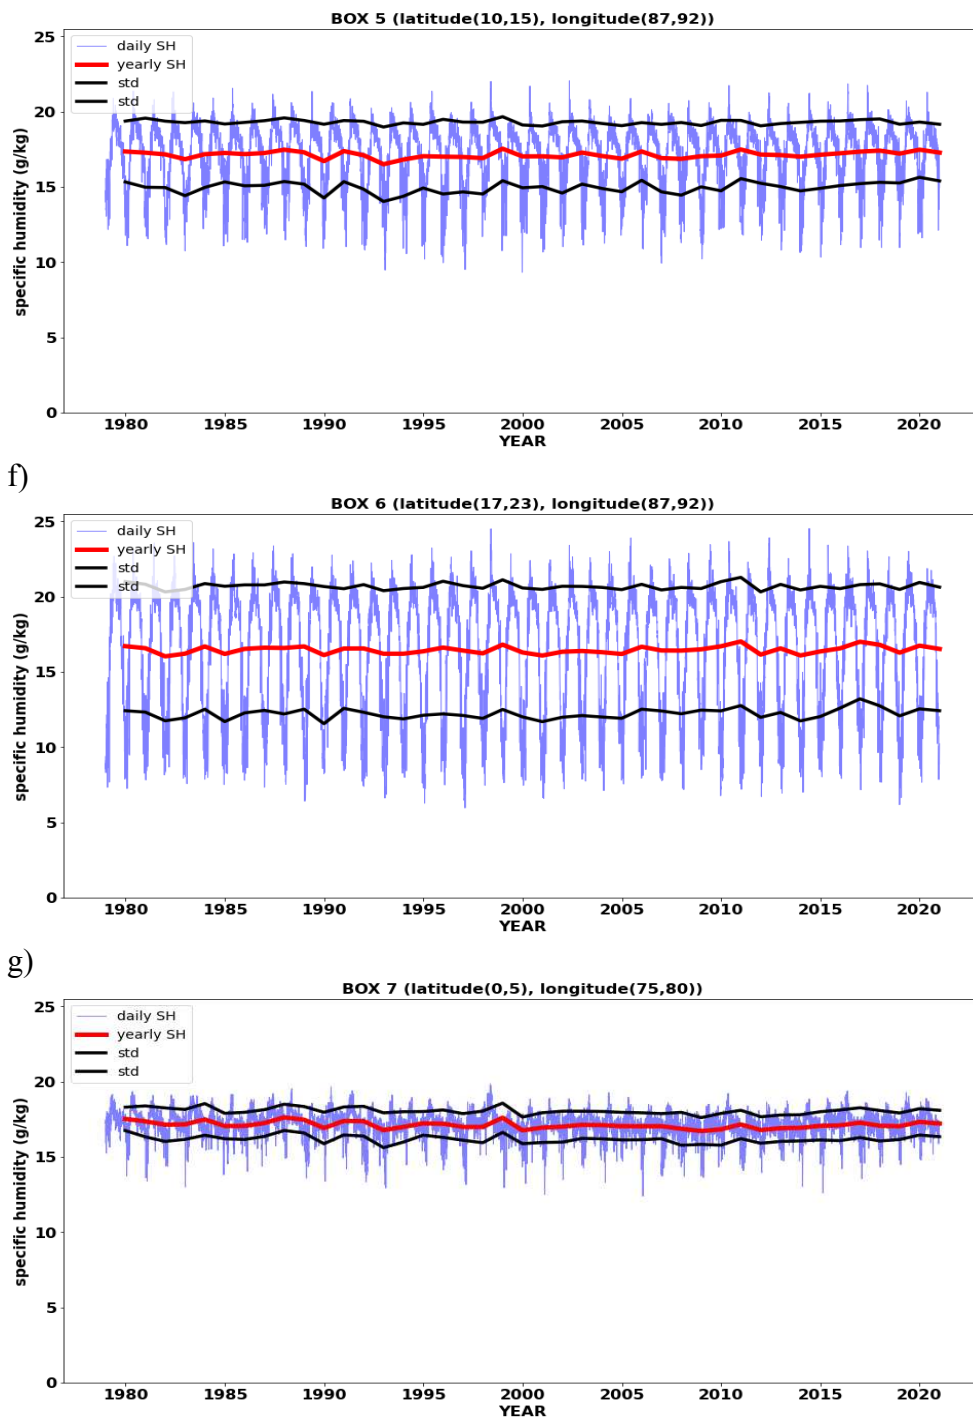 BOX 5 (latitude(10,15), longitude(87,92))
25
20
15
10
5
0
specific humidity (g/kg)
daily SH
yearly SH
std
std
1980 1985 1990 1995 2000 2005 2010 2015 2020
YEAR
f)
BOX 6 (latitude(17,23), longitude(87,92))
25
20
15
10
5
0
specific humidity (g/kg)
daily SH
yearly SH
std
std
1980 1985 1990 1995 2000 2005 2010 2015 2020
YEAR
g)
BOX 7 (latitude(0,5), longitude(75,80))
25
20
15
10
5
0
specific humidity (g/kg)
daily SH
yearly SH
std
std
1980 1985 1990 1995 2000 2005 2010 2015 2020
YEAR